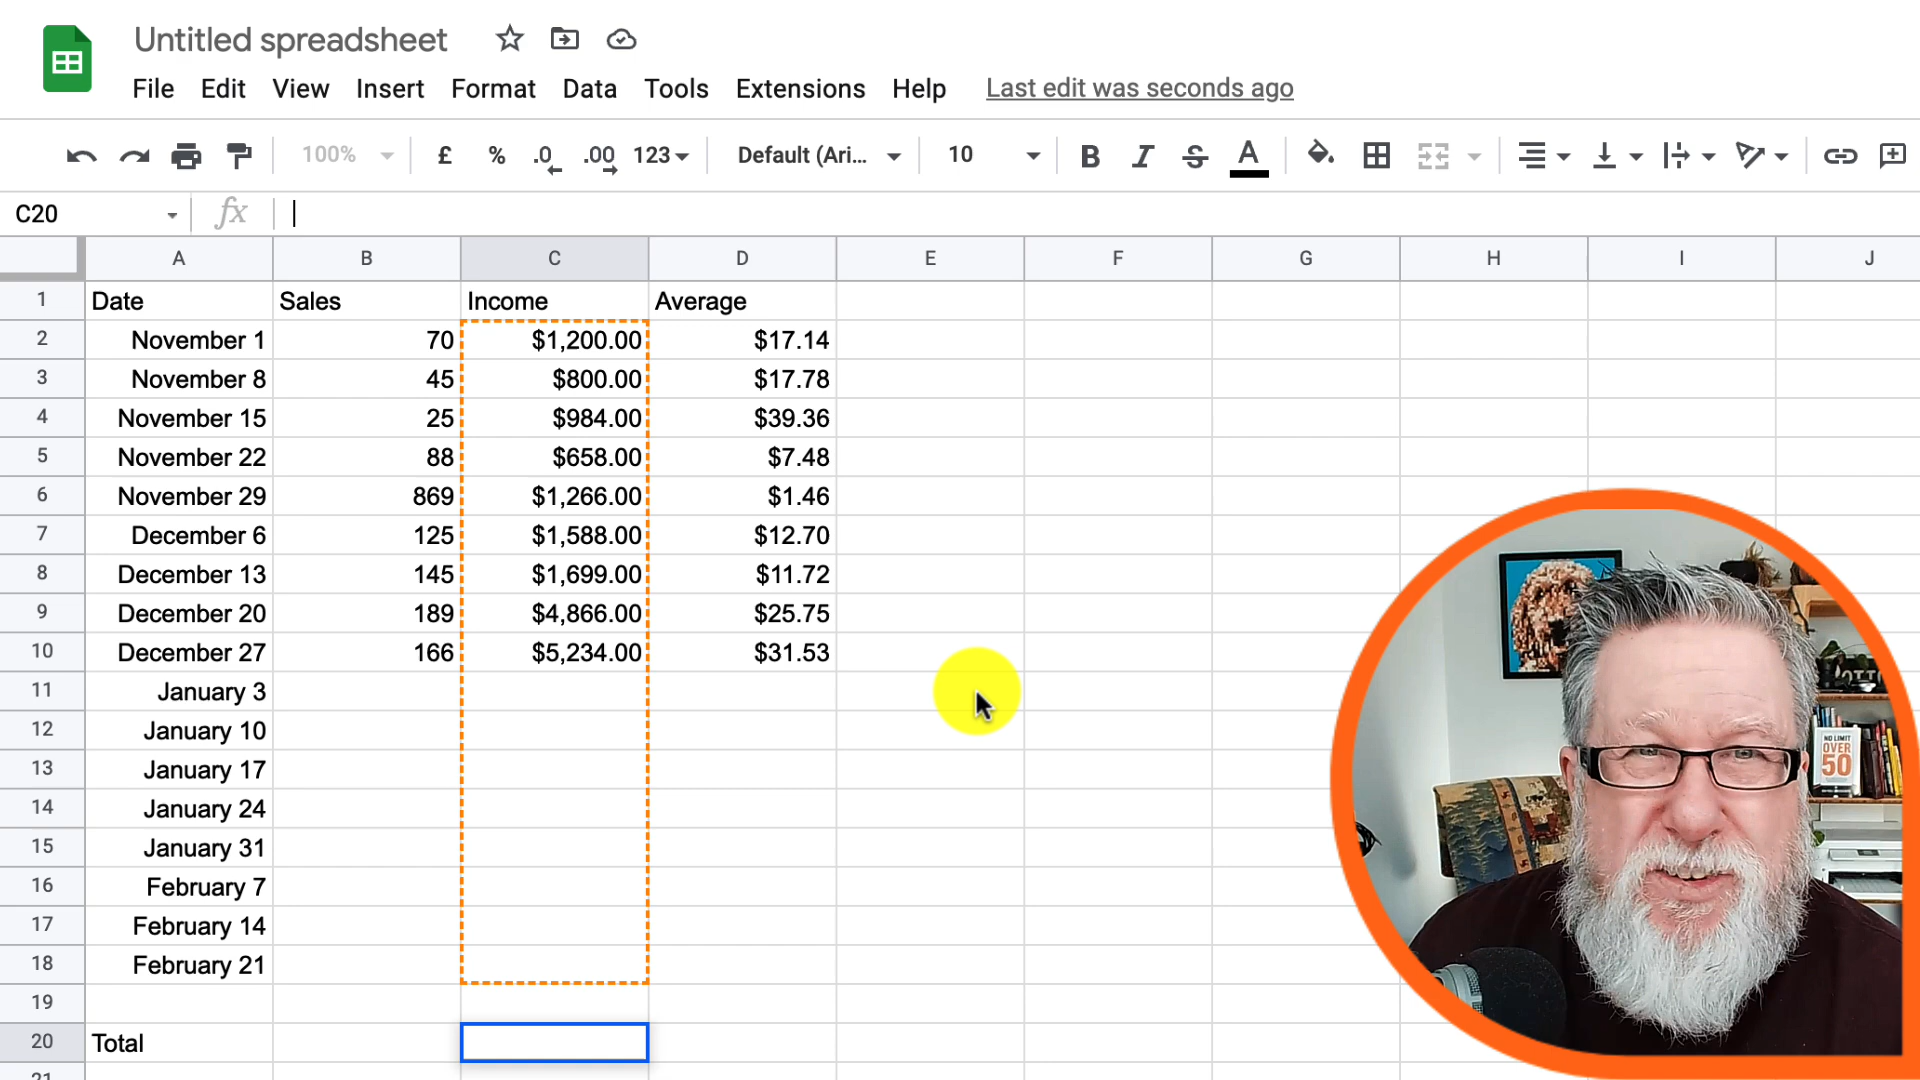 Untitled spreadsheet
File Edit View Insert Format Data Tools Extensions Help Last edit was seconds ago
100% £ % .0 .00 123 Default (Ari... 10 B I S A
C20 fx
A B C D E F G H I J
1 Date Sales Income Average
2 November 1 70 $1,200.00 $17.14
3 November 8 45 $800.00 $17.78
4 November 15 25 $984.00 $39.36
5 November 22 88 $658.00 $7.48
6 November 29 869 $1,266.00 $1.46
7 December 6 125 $1,588.00 $12.70
8 December 13 145 $1,699.00 $11.72
9 December 20 189 $4,866.00 $25.75
10 December 27 166 $5,234.00 $31.53
11 January 3
12 January 10
13 January 17
14 January 24
15 January 31
16 February 7
17 February 14
18 February 21
19
20 Total
21
NO LIMIT
OVER
50